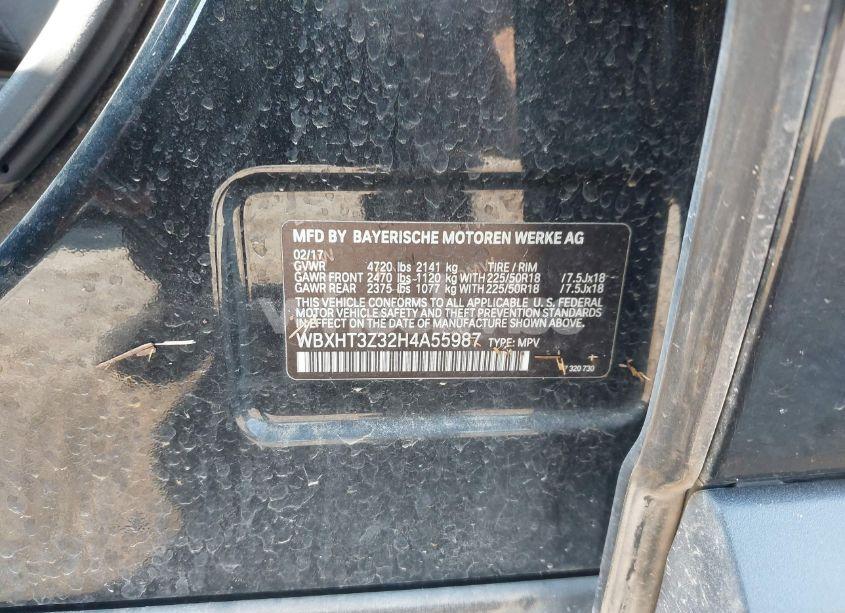 MFD BY BAYERISCHE MOTOREN WERKE AG
02/17
GVWR 4720 lbs 2141 kg TIRE / RIM
GAWR FRONT 2470 lbs 1120 kg WITH 225/50R18 /7.5Jx18
GAWR REAR 2375 lbs 1077 kg WITH 225/50R18 /7.5Jx18
THIS VEHICLE CONFORMS TO ALL APPLICABLE U. S. FEDERAL
MOTOR VEHICLE SAFETY AND THEFT PREVENTION STANDARDS
IN EFFECT ON THE DATE OF MANUFACTURE SHOWN ABOVE.
WBXHT3Z32H4A55987 TYPE: MPV
7 320 730